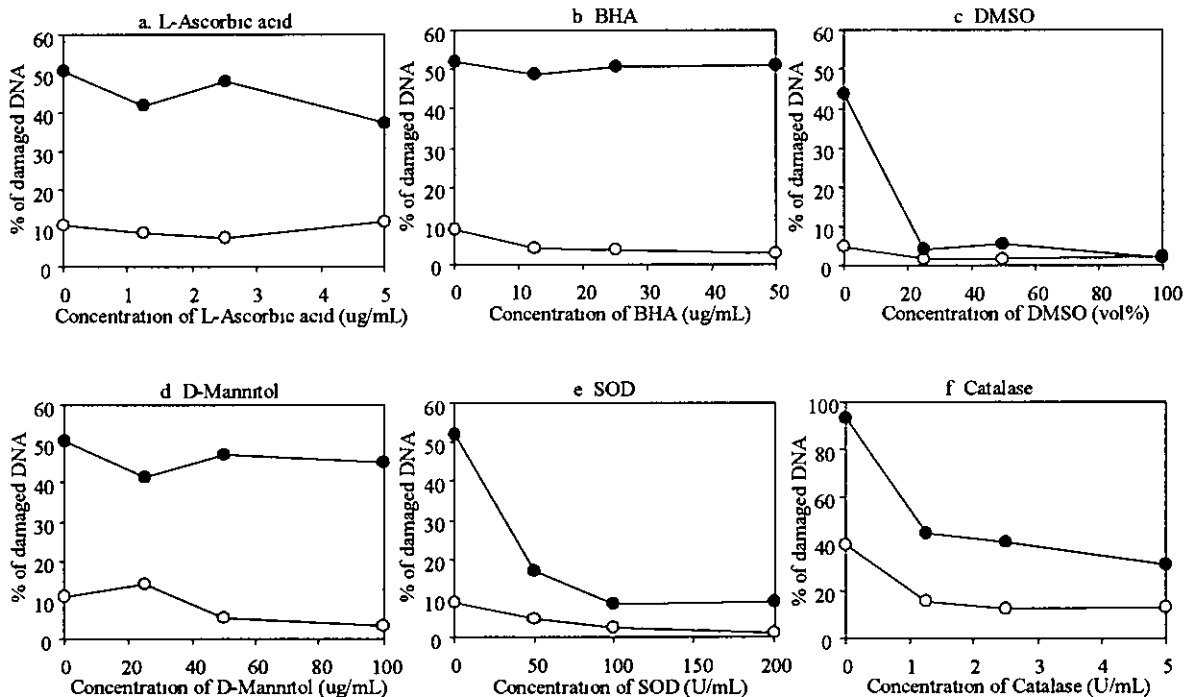 a. L-Ascorbic acid
% of damaged DNA
60
50
40
30
20
10
0
0 1 2 3 4 5
Concentration of L-Ascorbic acid (ug/mL)
b BHA
% of damaged DNA
60
50
40
30
20
10
0
0 10 20 30 40 50
Concentration of BHA (ug/mL)
c DMSO
% of damaged DNA
60
50
40
30
20
10
0
0 20 40 60 80 100
Concentration of DMSO (vol%)
d D-Mannitol
% of damaged DNA
60
50
40
30
20
10
0
0 20 40 60 80 100
Concentration of D-Mannitol (ug/mL)
e SOD
% of damaged DNA
60
50
40
30
20
10
0
0 50 100 150 200
Concentration of SOD (U/mL)
f Catalase
% of damaged DNA
100
80
60
40
20
0
0 1 2 3 4 5
Concentration of Catalase (U/mL)